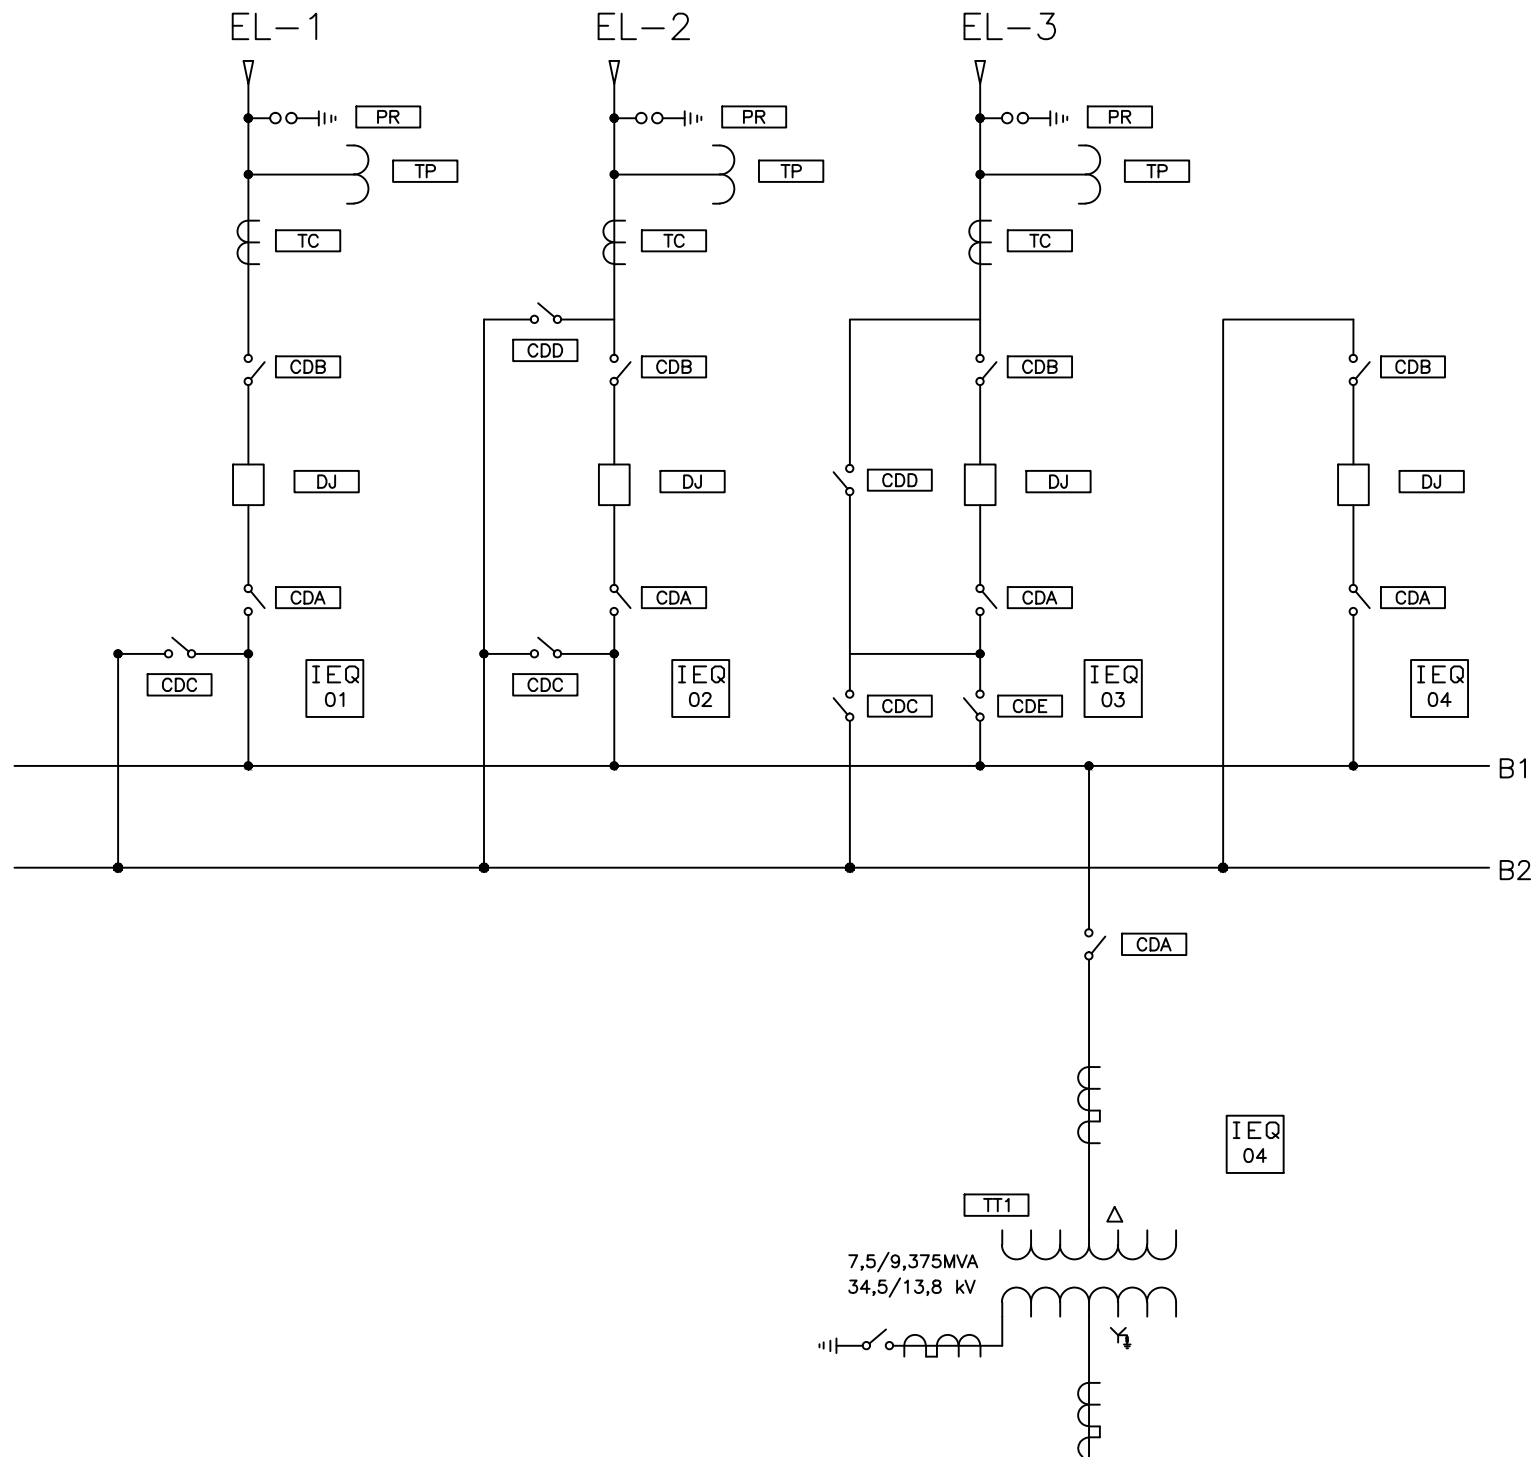 EL-1 EL-2 EL-3
PR PR PR
TP TP TP
TC TC TC
CDD
CDB CDB CDB CDB
CDD
DJ DJ DJ DJ
CDA CDA CDA CDA
IEQ
01
IEQ
02
IEQ
03
IEQ
04
CDC CDC CDC CDE
B1
B2
CDA
IEQ
04
TT1
7,5/9,375MVA
34,5/13,8 kV